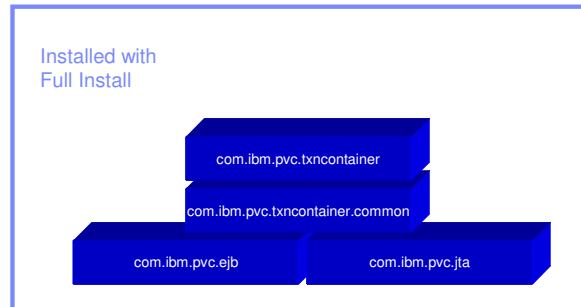 Installed with
Full Install
com.ibm.pvc.txncontainer
com.ibm.pvc.txncontainer.common
com.ibm.pvc.ejb
com.ibm.pvc.jta